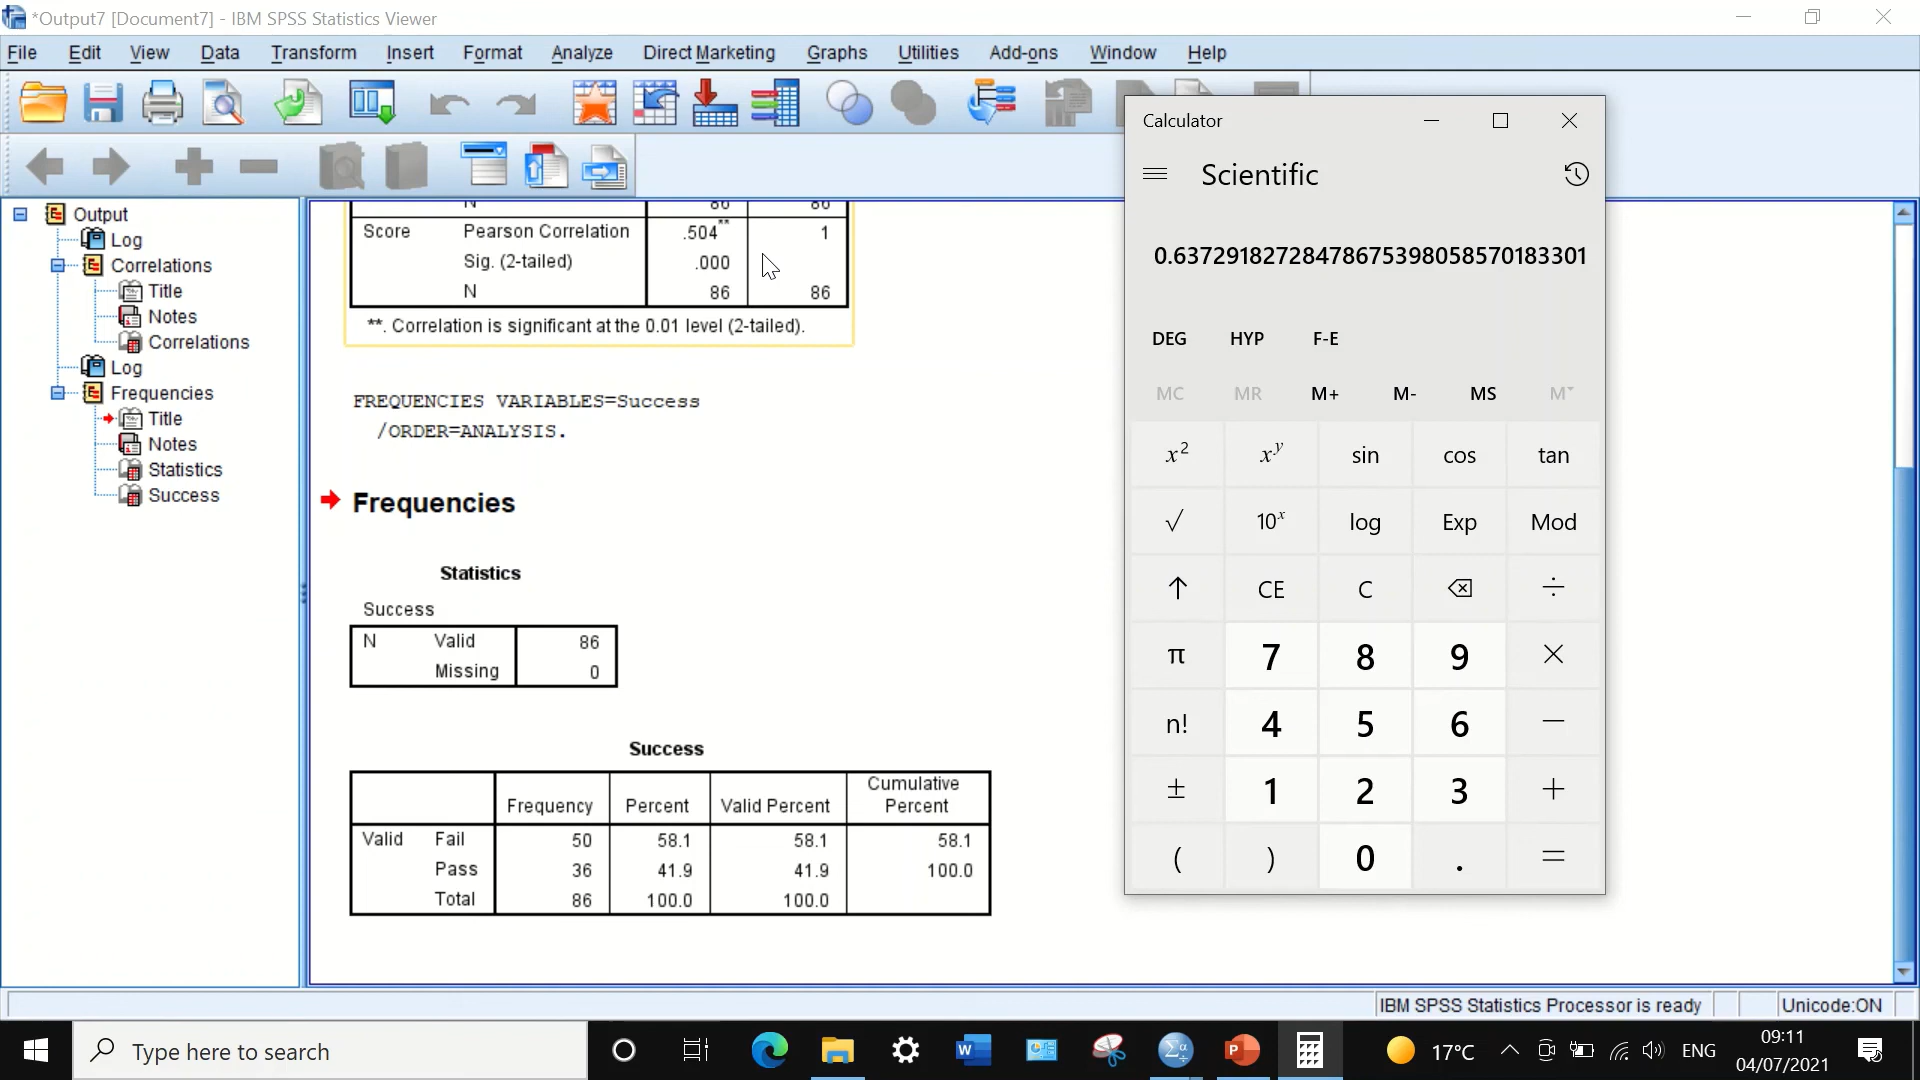 *Output7 [Document7] - IBM SPSS Statistics Viewer
File Edit View Data Transform Insert Format Analyze Direct Marketing Graphs Utilities Add-ons Window Help
Output
Log
Correlations
Title
Notes
Correlations
Log
Frequencies
Title
Notes
Statistics
Success
N 86 86
Score Pearson Correlation .504** 1
Sig. (2-tailed) .000
N 86 86
**. Correlation is significant at the 0.01 level (2-tailed).
FREQUENCIES VARIABLES=Success
/ORDER=ANALYSIS.
Frequencies
Statistics
Success
N Valid 86
Missing 0
Success
Frequency Percent Valid Percent Cumulative Percent
Valid Fail 50 58.1 58.1 58.1
Pass 36 41.9 41.9 100.0
Total 86 100.0 100.0
Calculator
Scientific
0.63729182728478675398058570183301
DEG HYP F-E
MC MR M+ M- MS M˅
x² xʸ sin cos tan
√ 10ˣ log Exp Mod
↑ CE C ⌫ ÷
π 7 8 9 ×
n! 4 5 6 −
± 1 2 3 +
( ) 0 . =
IBM SPSS Statistics Processor is ready Unicode:ON
Type here to search
17°C ENG 09:11
04/07/2021